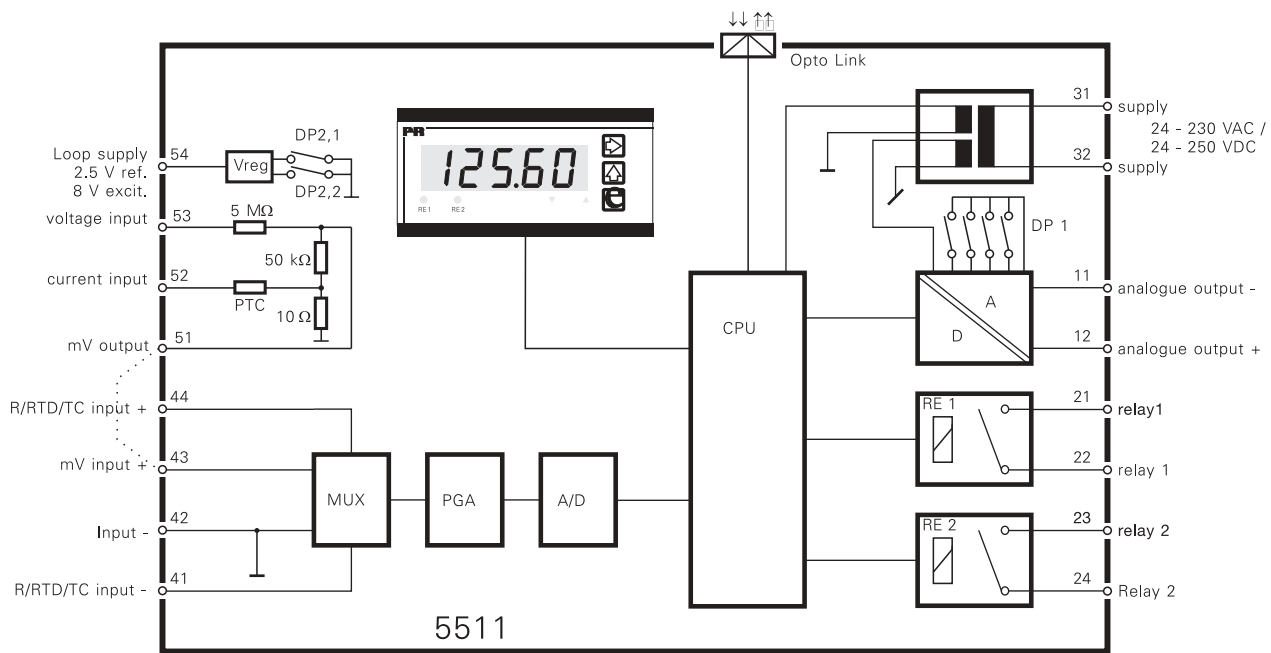 Opto Link
31
supply
24 - 230 VAC /
24 - 250 VDC
32
supply
PR
125.60
RE1 RE2
DP2,1
54
Loop supply
2.5 V ref.
8 V excit.
Vreg
DP2,2
53
voltage input
5 MΩ
50 kΩ
52
current input
PTC
10 Ω
51
mV output
44
R/RTD/TC input +
43
mV input +
MUX
PGA
A/D
42
Input -
41
R/RTD/TC input -
CPU
DP 1
11
analogue output -
A
D
12
analogue output +
RE 1
21
relay1
22
relay 1
RE 2
23
relay 2
24
Relay 2
5511